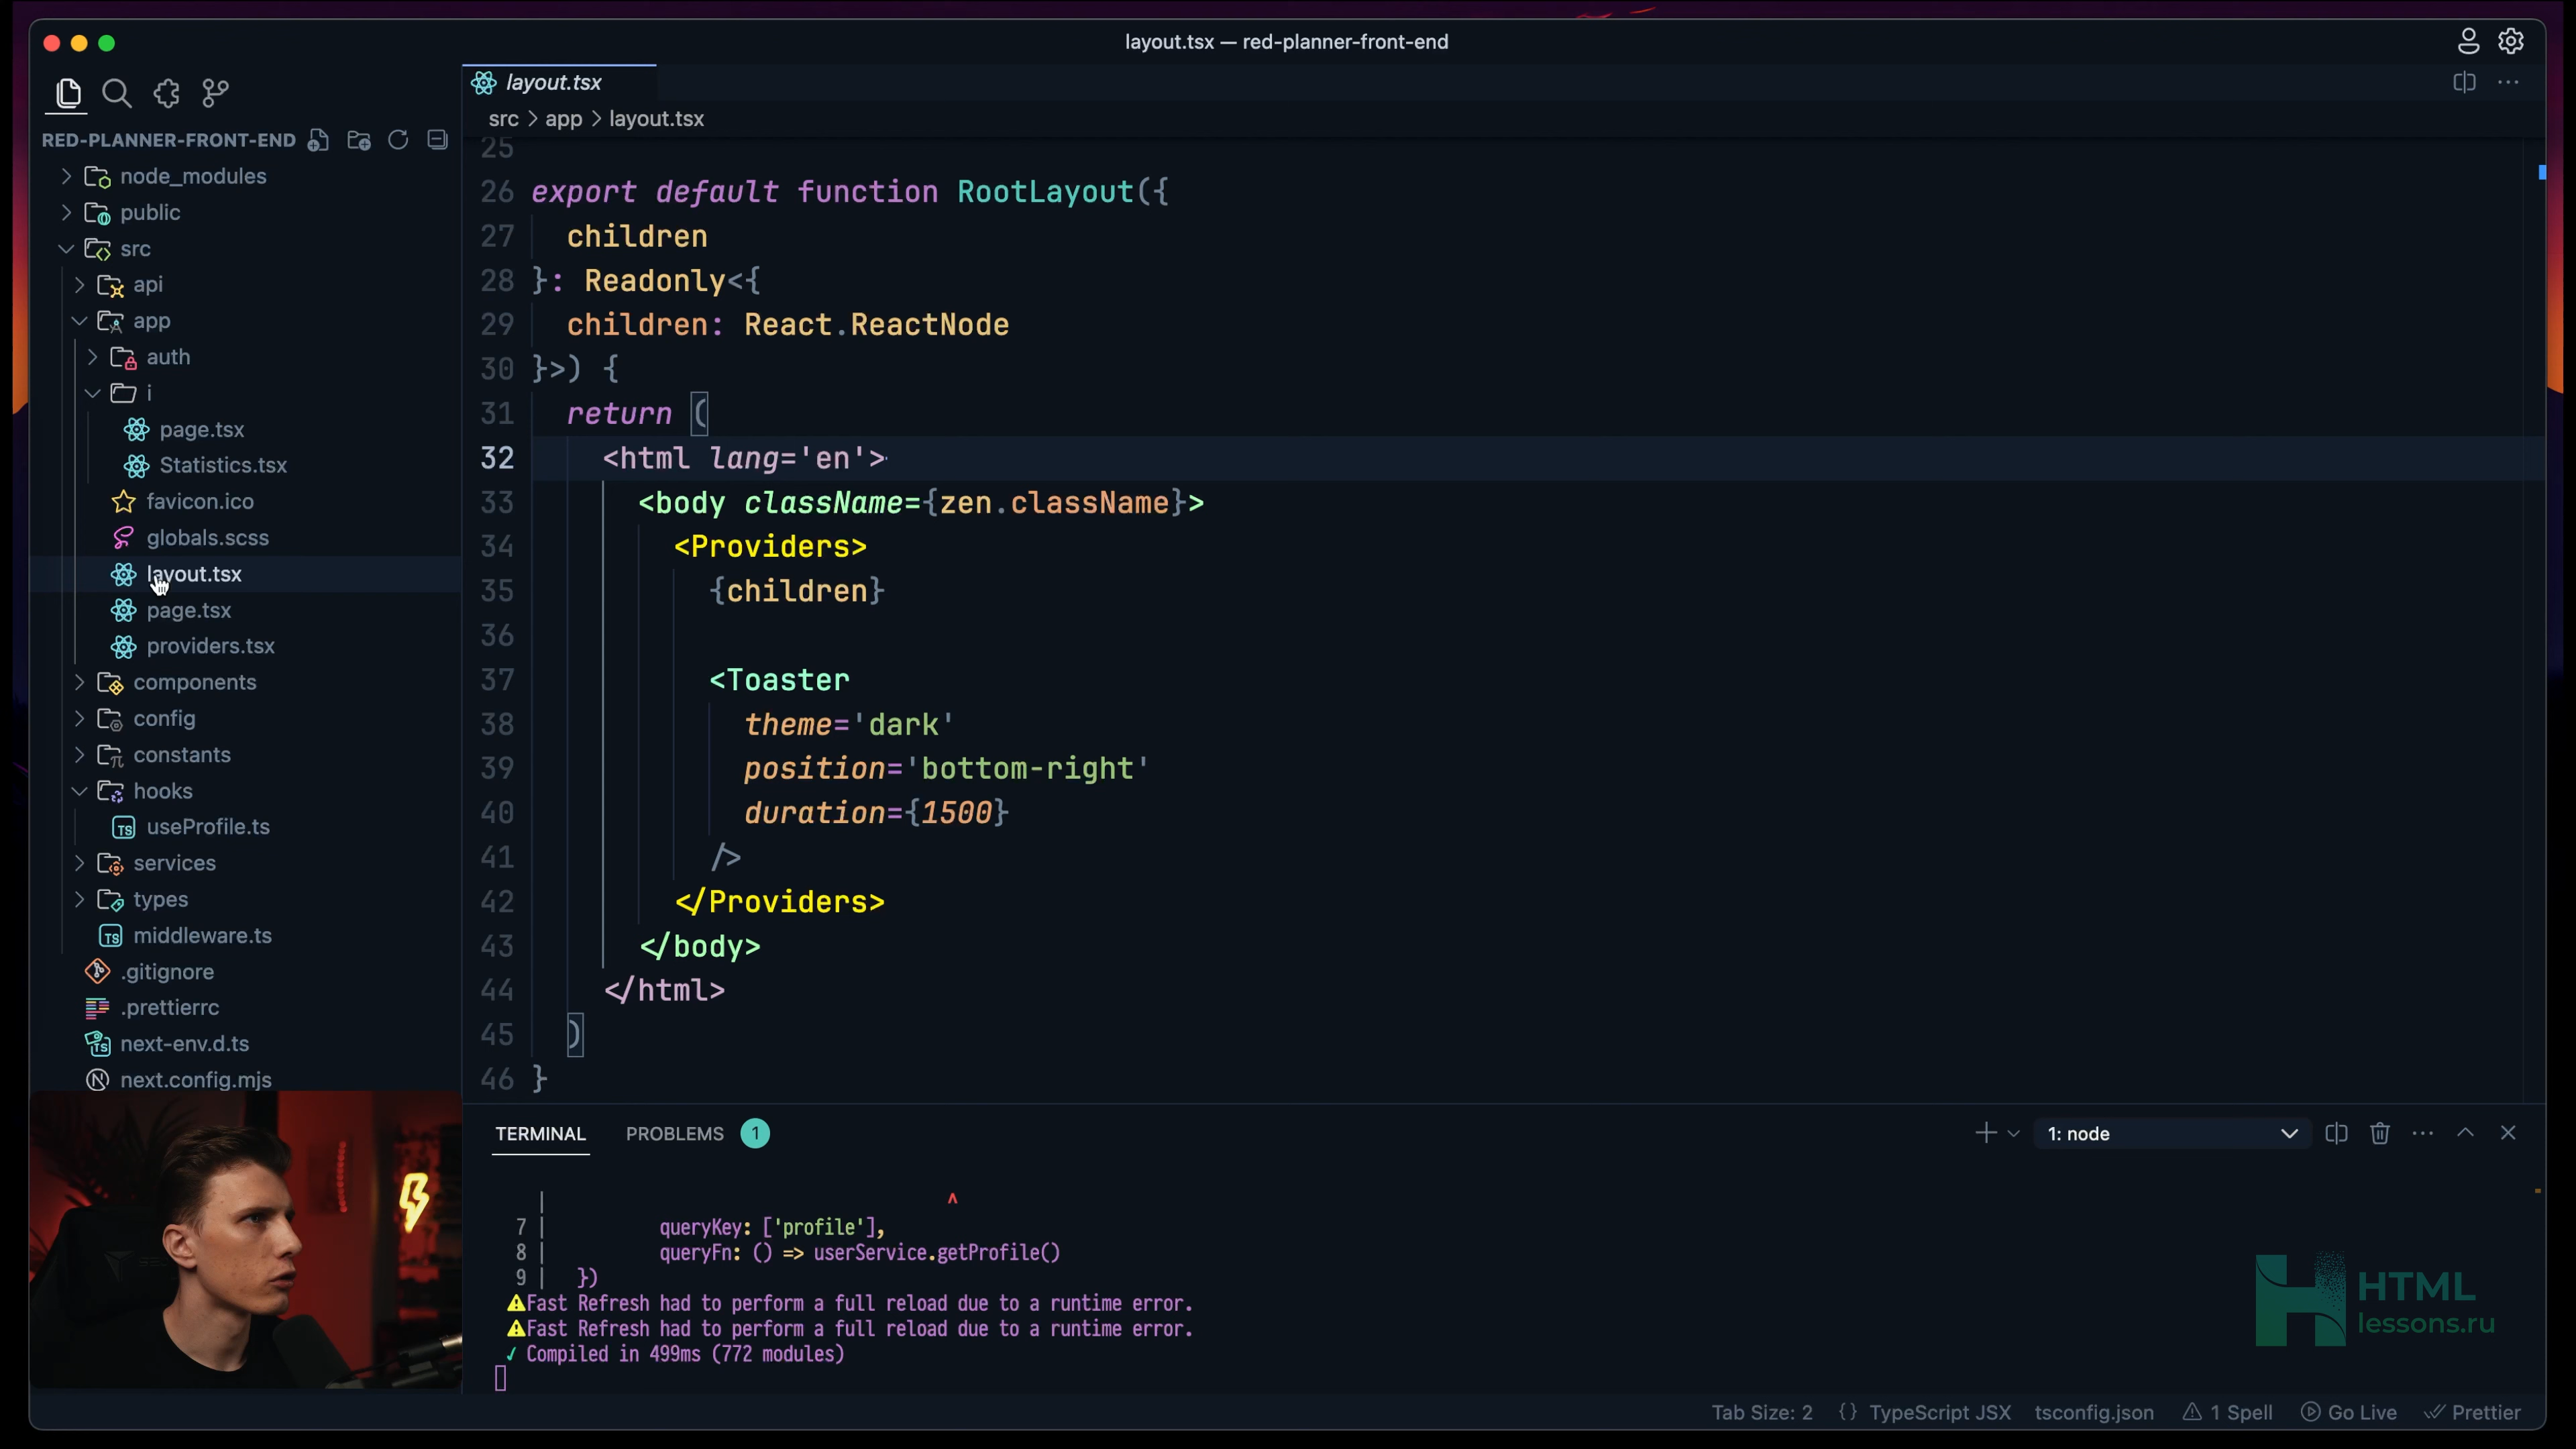 layout.tsx — red-planner-front-end
RED-PLANNER-FRONT-END
node_modules
public
src
api
app
auth
i
page.tsx
Statistics.tsx
favicon.ico
globals.scss
layout.tsx
page.tsx
providers.tsx
components
config
constants
hooks
useProfile.ts
services
types
middleware.ts
.gitignore
.prettierrc
next-env.d.ts
next.config.mjs
layout.tsx
src > app > layout.tsx
25
26 export default function RootLayout({
27 children
28 }: Readonly<{
29 children: React.ReactNode
30 }>) {
31 return (
32 <html lang='en'>
33 <body className={zen.className}>
34 <Providers>
35 {children}
36
37 <Toaster
38 theme='dark'
39 position='bottom-right'
40 duration={1500}
41 />
42 </Providers>
43 </body>
44 </html>
45 )
46 }
TERMINAL PROBLEMS 1
1: node
| ^
7 | queryKey: ['profile'],
8 | queryFn: () => userService.getProfile()
9 | })
⚠Fast Refresh had to perform a full reload due to a runtime error.
⚠Fast Refresh had to perform a full reload due to a runtime error.
✓ Compiled in 499ms (772 modules)
HTML
lessons.ru
Tab Size: 2 {} TypeScript JSX tsconfig.json 1 Spell Go Live Prettier